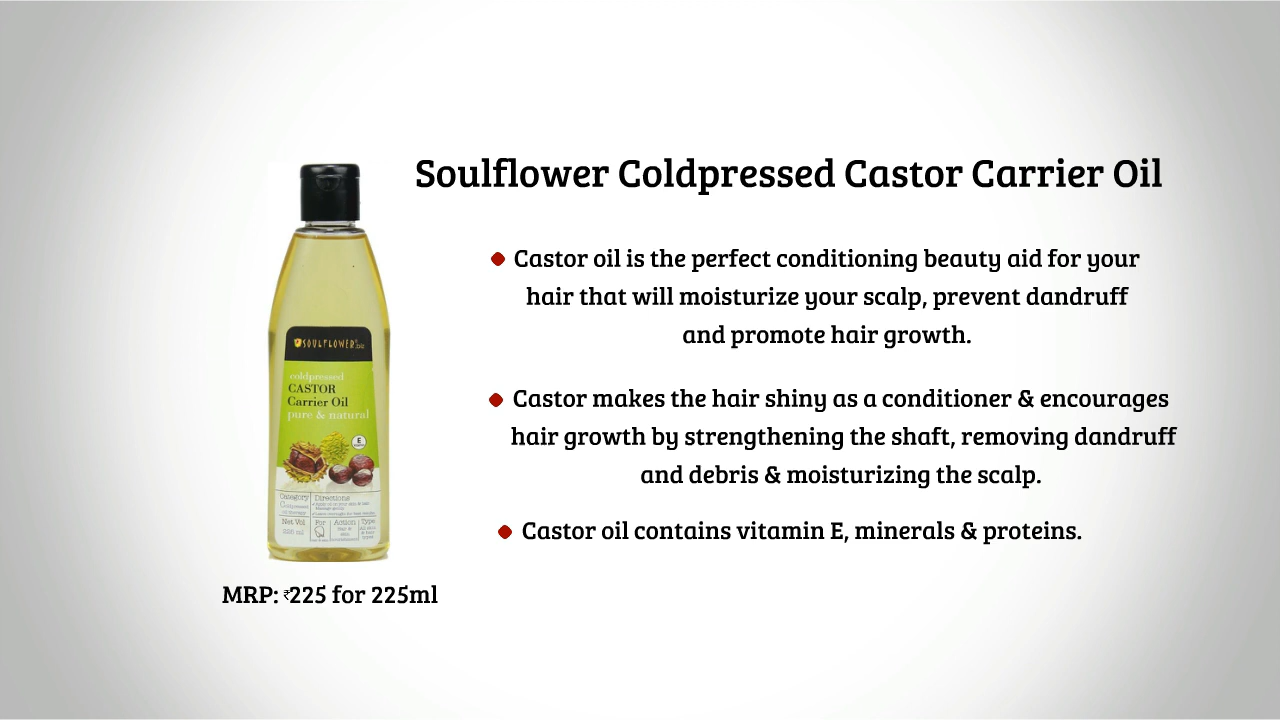 Soulflower Coldpressed Castor Carrier Oil
Castor oil is the perfect conditioning beauty aid for your
hair that will moisturize your scalp, prevent dandruff
and promote hair growth.
Castor makes the hair shiny as a conditioner & encourages
hair growth by strengthening the shaft, removing dandruff
and debris & moisturizing the scalp.
Castor oil contains vitamin E, minerals & proteins.
SOULFLOWER
coldpressed
CASTOR
Carrier Oil
pure & natural
E
Category
Directions
Net Vol
For
Action
Type
MRP: ₹225 for 225ml